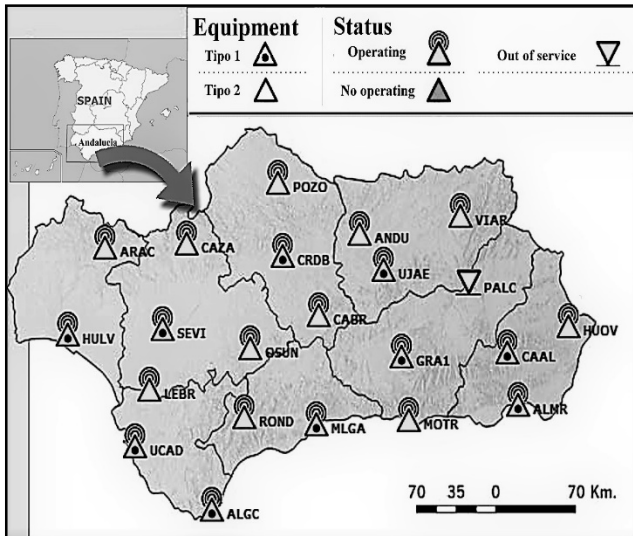 Equipment
Status
Tipo 1
Operating
Out of service
Tipo 2
No operating
SPAIN
Andalucia
POZO
VIAR
ARAC
CAZA
ANDU
CRDB
UJAE
PALC
HULV
SEVI
CABR
HUOV
OSUN
GRA1
CAAL
LEBR
ROND
MLGA
MOTR
ALMR
UCAD
ALGC
70 35 0 70 Km.